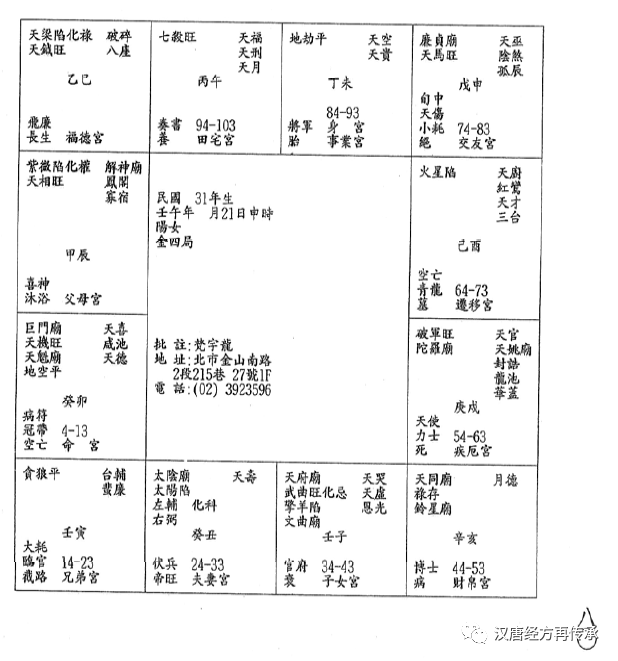 天梁陷化祿 破碎
天鉞旺 八座
乙巳
飛廉
長生 福德宮
七殺旺 天福
天刑
天月
丙午
奏書 94-103
養 田宅宮
地劫平 天空
天貴
丁未
84-93
將軍 身 宮
胎 事業宮
廉貞廟 天巫
天馬旺 陰煞
孤辰
戊申
旬中
天傷
小耗 74-83
絕 交友宮
紫微陷化權 解神廟
天相旺 鳳閣
寡宿
甲辰
喜神
沐浴 父母宮
民國 31年生
壬午年 月21日申時
陽女
金四局
批 註:梵字龍
地 址:北市金山南路
2段215巷 27號1F
電 話:(02) 3923596
火星陷 天廚
紅鸞
天才
三台
己酉
空亡
青龍 64-73
墓 遷移宮
巨門廟 天喜
天機旺 咸池
天魁廟 天德
地空平
癸卯
病符
冠帶 4-13
空亡 命 宮
破軍旺 天官
陀羅廟 天姚廟
封誥
龍池
華蓋
庚戌
天使
力士 54-63
死 疾厄宮
貪狼平 台輔
蜚廉
壬寅
大耗
臨官 14-23
截路 兄弟宮
太陰廟 天壽
太陽陷
左輔 化科
右弼
癸丑
伏兵 24-33
帝旺 夫妻宮
天府廟 天哭
武曲旺化忌 天虛
擎羊陷 恩光
文曲廟
壬子
官府 34-43
衰 子女宮
天同廟 月德
祿存
鈴星廟
辛亥
博士 44-53
病 財帛宮
汉唐经方再传承